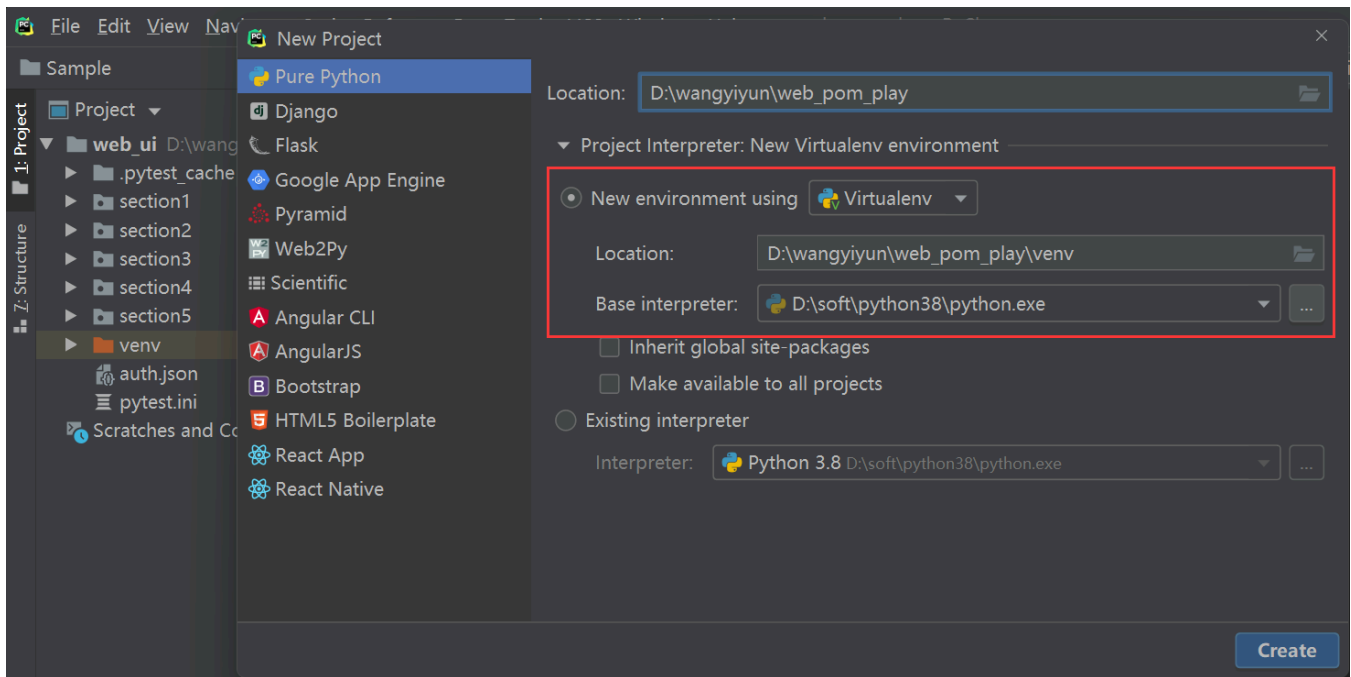 File Edit View
New Project
Sample
1: Project
Z: Structure
Project
web_ui D:\wang
.pytest_cache
section1
section2
section3
section4
section5
venv
auth.json
pytest.ini
Scratches and Co
Pure Python
Django
Flask
Google App Engine
Pyramid
Web2Py
Scientific
Angular CLI
AngularJS
Bootstrap
HTML5 Boilerplate
React App
React Native
Location: D:\wangyiyun\web_pom_play
Project Interpreter: New Virtualenv environment
New environment using Virtualenv
Location: D:\wangyiyun\web_pom_play\venv
Base interpreter: D:\soft\python38\python.exe ...
Inherit global site-packages
Make available to all projects
Existing interpreter
Interpreter: Python 3.8 D:\soft\python38\python.exe ...
Create